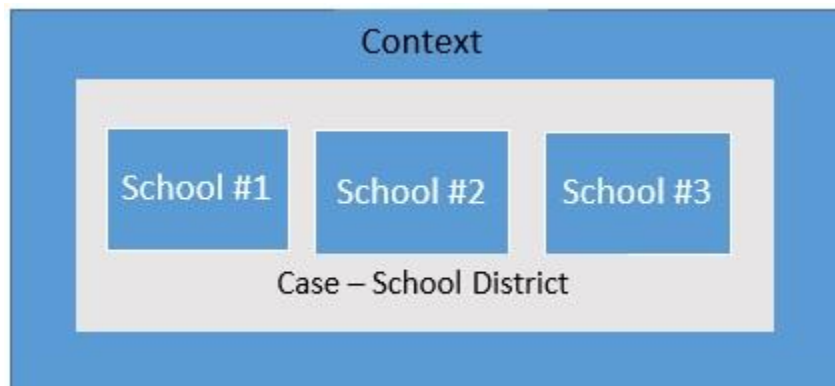 Context
School #1
School #2
School #3
Case – School District